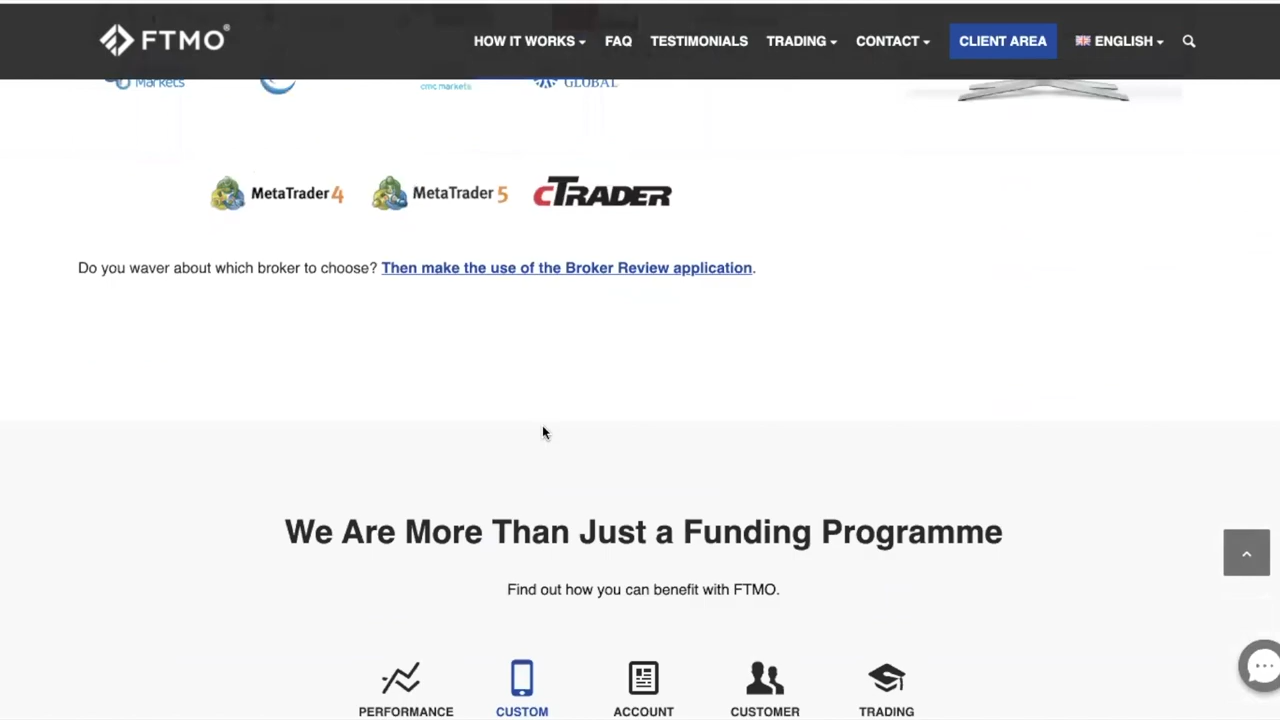 FTMO®
HOW IT WORKS
FAQ
TESTIMONIALS
TRADING
CONTACT
CLIENT AREA
ENGLISH
Markets
cmc markets
GLOBAL
MetaTrader 4
MetaTrader 5
cTRADER
Do you waver about which broker to choose? Then make the use of the Broker Review application.
We Are More Than Just a Funding Programme
Find out how you can benefit with FTMO.
PERFORMANCE
CUSTOM
ACCOUNT
CUSTOMER
TRADING